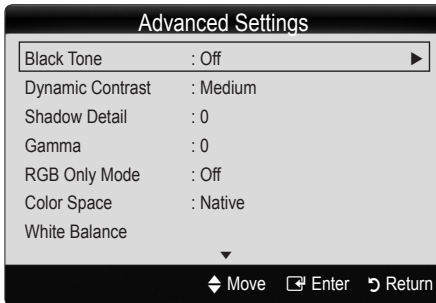 Advanced Settings
Black Tone : Off
Dynamic Contrast : Medium
Shadow Detail : 0
Gamma : 0
RGB Only Mode : Off
Color Space : Native
White Balance
Move Enter Return